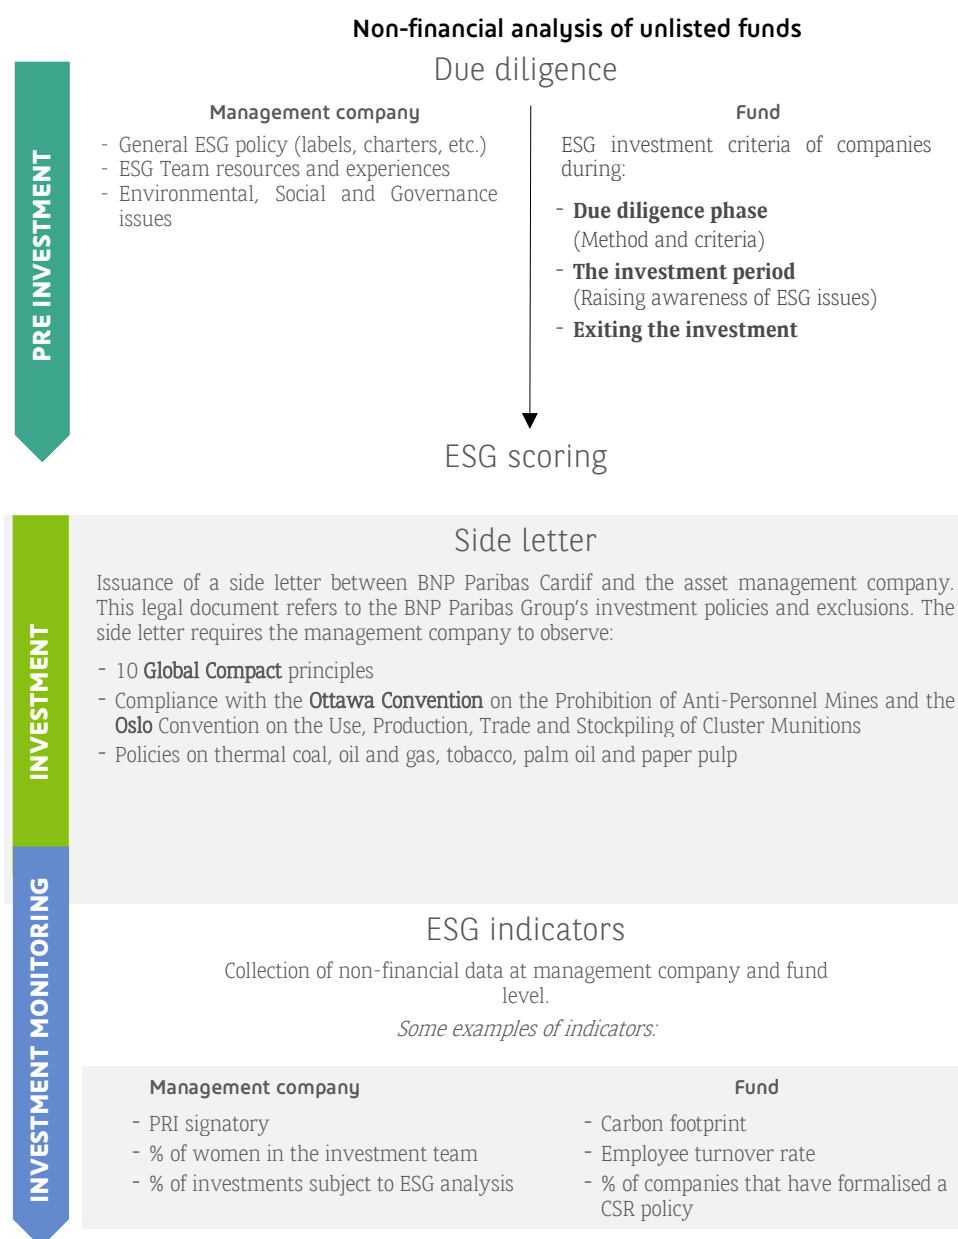 Non-financial analysis of unlisted funds
Due diligence
PRE INVESTMENT
Management company
- General ESG policy (labels, charters, etc.)
- ESG Team resources and experiences
- Environmental, Social and Governance
issues
Fund
ESG investment criteria of companies
during:
- Due diligence phase
(Method and criteria)
- The investment period
(Raising awareness of ESG issues)
- Exiting the investment
ESG scoring
INVESTMENT
Side letter
Issuance of a side letter between BNP Paribas Cardif and the asset management company.
This legal document refers to the BNP Paribas Group's investment policies and exclusions. The
side letter requires the management company to observe:
- 10 Global Compact principles
- Compliance with the Ottawa Convention on the Prohibition of Anti-Personnel Mines and the
Oslo Convention on the Use, Production, Trade and Stockpiling of Cluster Munitions
- Policies on thermal coal, oil and gas, tobacco, palm oil and paper pulp
INVESTMENT MONITORING
ESG indicators
Collection of non-financial data at management company and fund
level.
Some examples of indicators:
Management company
- PRI signatory
- % of women in the investment team
- % of investments subject to ESG analysis
Fund
- Carbon footprint
- Employee turnover rate
- % of companies that have formalised a
CSR policy